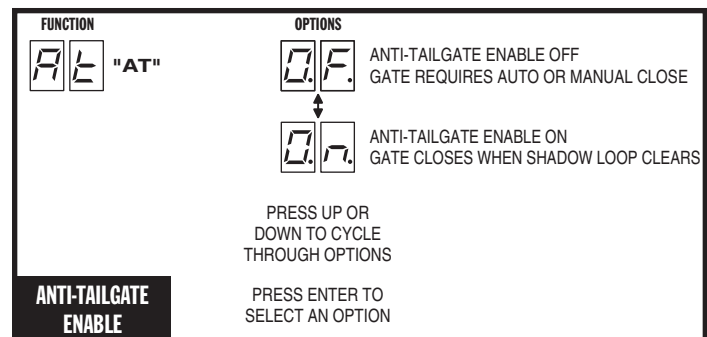 FUNCTION
OPTIONS
At "AT"
O.F. ANTI-TAILGATE ENABLE OFF
GATE REQUIRES AUTO OR MANUAL CLOSE
O.n. ANTI-TAILGATE ENABLE ON
GATE CLOSES WHEN SHADOW LOOP CLEARS
PRESS UP OR
DOWN TO CYCLE
THROUGH OPTIONS
ANTI-TAILGATE
ENABLE
PRESS ENTER TO
SELECT AN OPTION